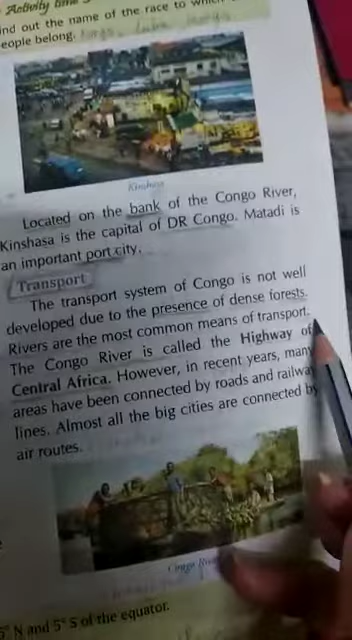 Activity time
ind out the name of the race to which
eople belong.
Kinshasa
Located on the bank of the Congo River,
Kinshasa is the capital of DR Congo. Matadi is
an important port city.
Transport
The transport system of Congo is not well
developed due to the presence of dense forests.
Rivers are the most common means of transport.
The Congo River is called the Highway of
Central Africa. However, in recent years, many
areas have been connected by roads and railway
lines. Almost all the big cities are connected by
air routes.
Congo
5° N and 5° S of the equator.